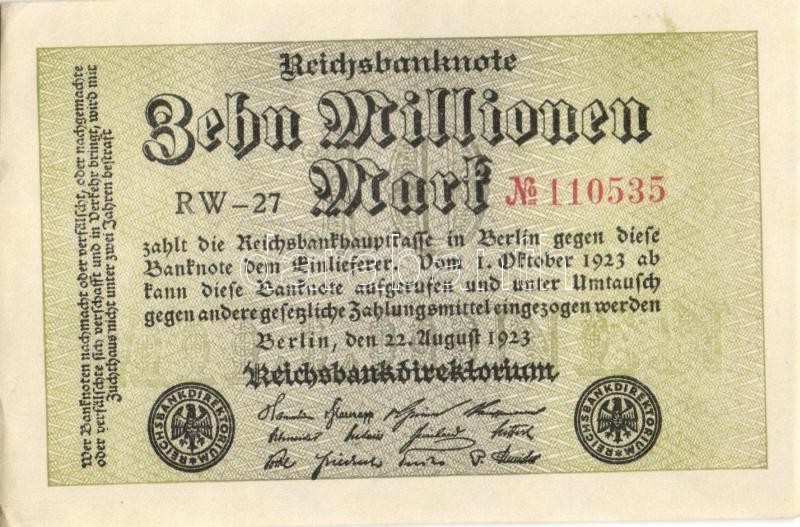 Reichsbanknote
Zehn Millionen
Mark
RW-27
№ 110535
zahlt die Reichsbankhauptkasse in Berlin gegen diese
Banknote dem Einlieferer. Vom 1. Oktober 1923 ab
kann diese Banknote aufgerufen und unter Umtausch
gegen andere gesetzliche Zahlungsmittel eingezogen werden
Berlin, den 22. August 1923
Reichsbankdirektorium
Wer Banknoten nachmacht oder verfälscht, oder nachgemachte
oder verfälschte sich verschafft und in Verkehr bringt, wird mit
Zuchthaus nicht unter zwei Jahren bestraft
REICHSBANKDIREKTORIUM
REICHSBANKDIREKTORIUM